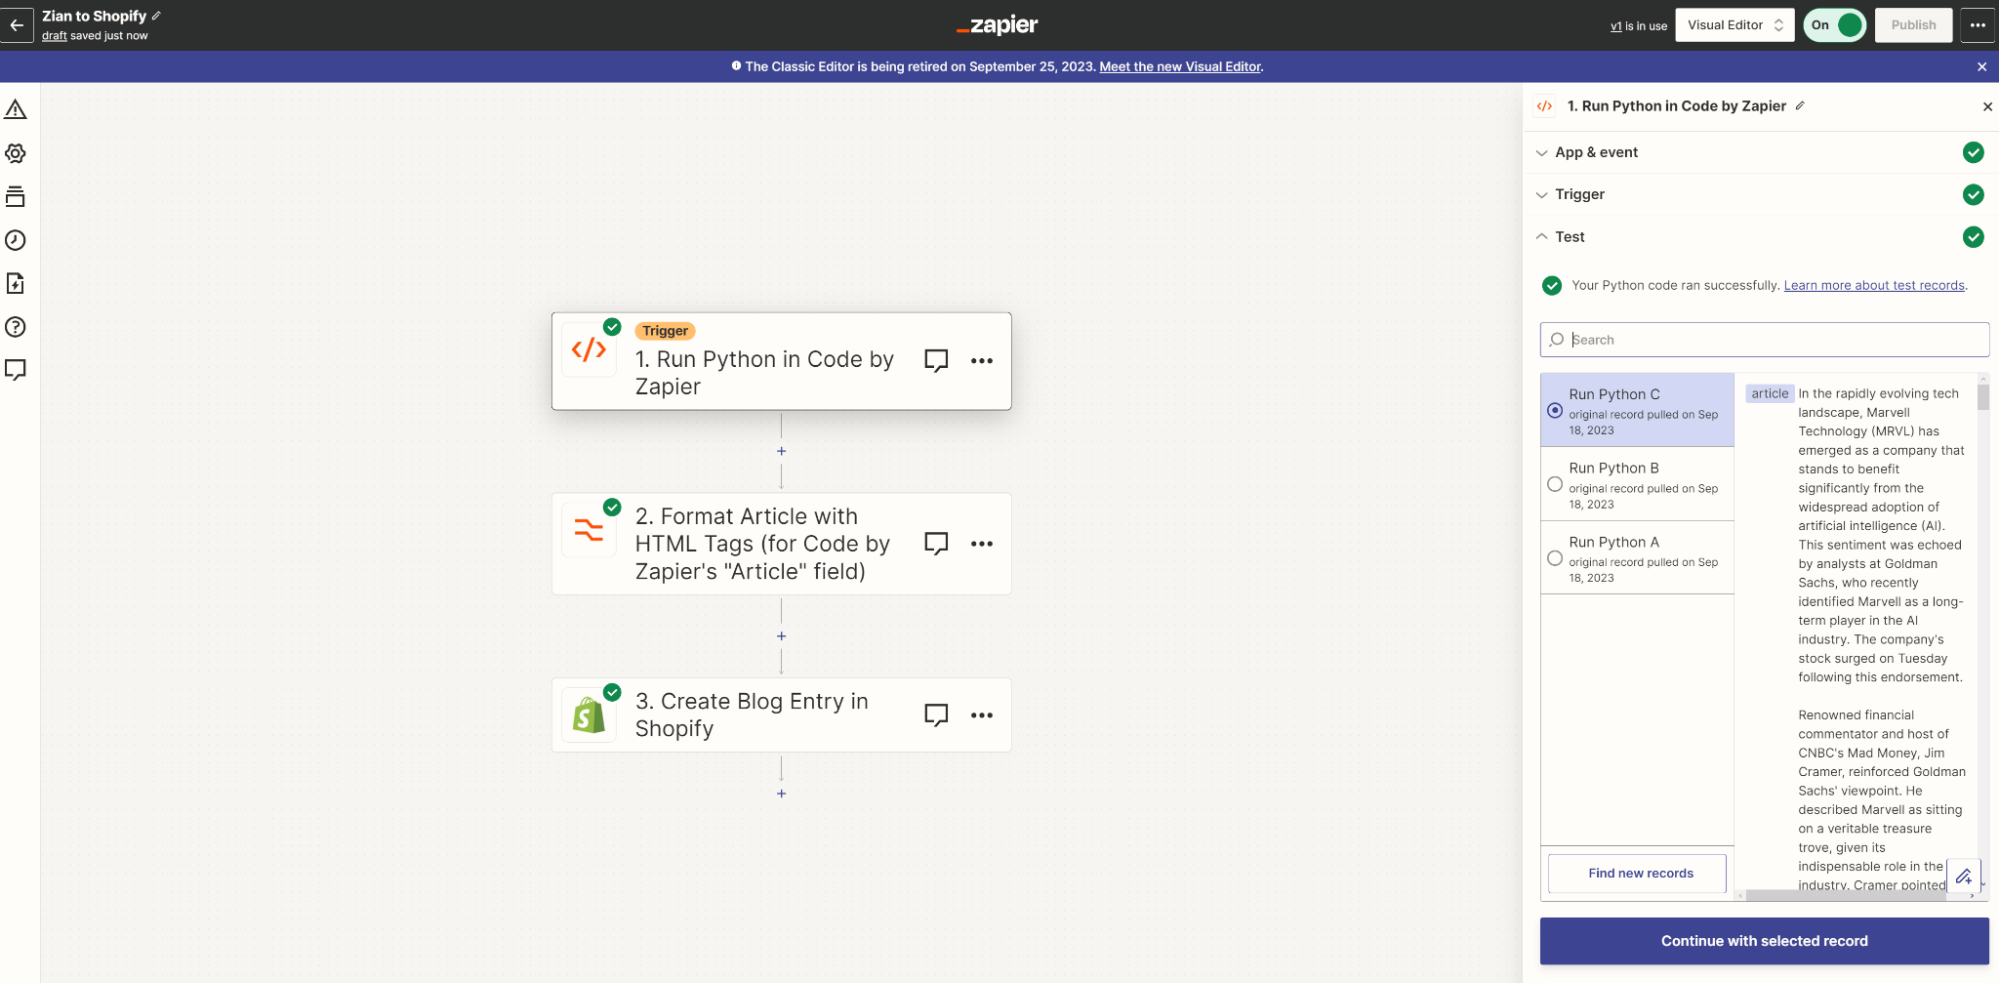 Zian to Shopify
draft saved just now
zapier
v1 is in use
Visual Editor
On
Publish
The Classic Editor is being retired on September 25, 2023. Meet the new Visual Editor.
Trigger
1. Run Python in Code by
Zapier
2. Format Article with
HTML Tags (for Code by
Zapier's "Article" field)
3. Create Blog Entry in
Shopify
1. Run Python in Code by Zapier
App & event
Trigger
Test
Your Python code ran successfully. Learn more about test records.
Search
Run Python C
original record pulled on Sep
18, 2023
Run Python B
original record pulled on Sep
18, 2023
Run Python A
original record pulled on Sep
18, 2023
Find new records
article
In the rapidly evolving tech
landscape, Marvell
Technology (MRVL) has
emerged as a company that
stands to benefit
significantly from the
widespread adoption of
artificial intelligence (AI).
This sentiment was echoed
by analysts at Goldman
Sachs, who recently
identified Marvell as a long-
term player in the AI
industry. The company's
stock surged on Tuesday
following this endorsement.
Renowned financial
commentator and host of
CNBC's Mad Money, Jim
Cramer, reinforced Goldman
Sachs' viewpoint. He
described Marvell as sitting
on a veritable treasure
trove, given its
indispensable role in the
industry. Cramer pointed
Continue with selected record